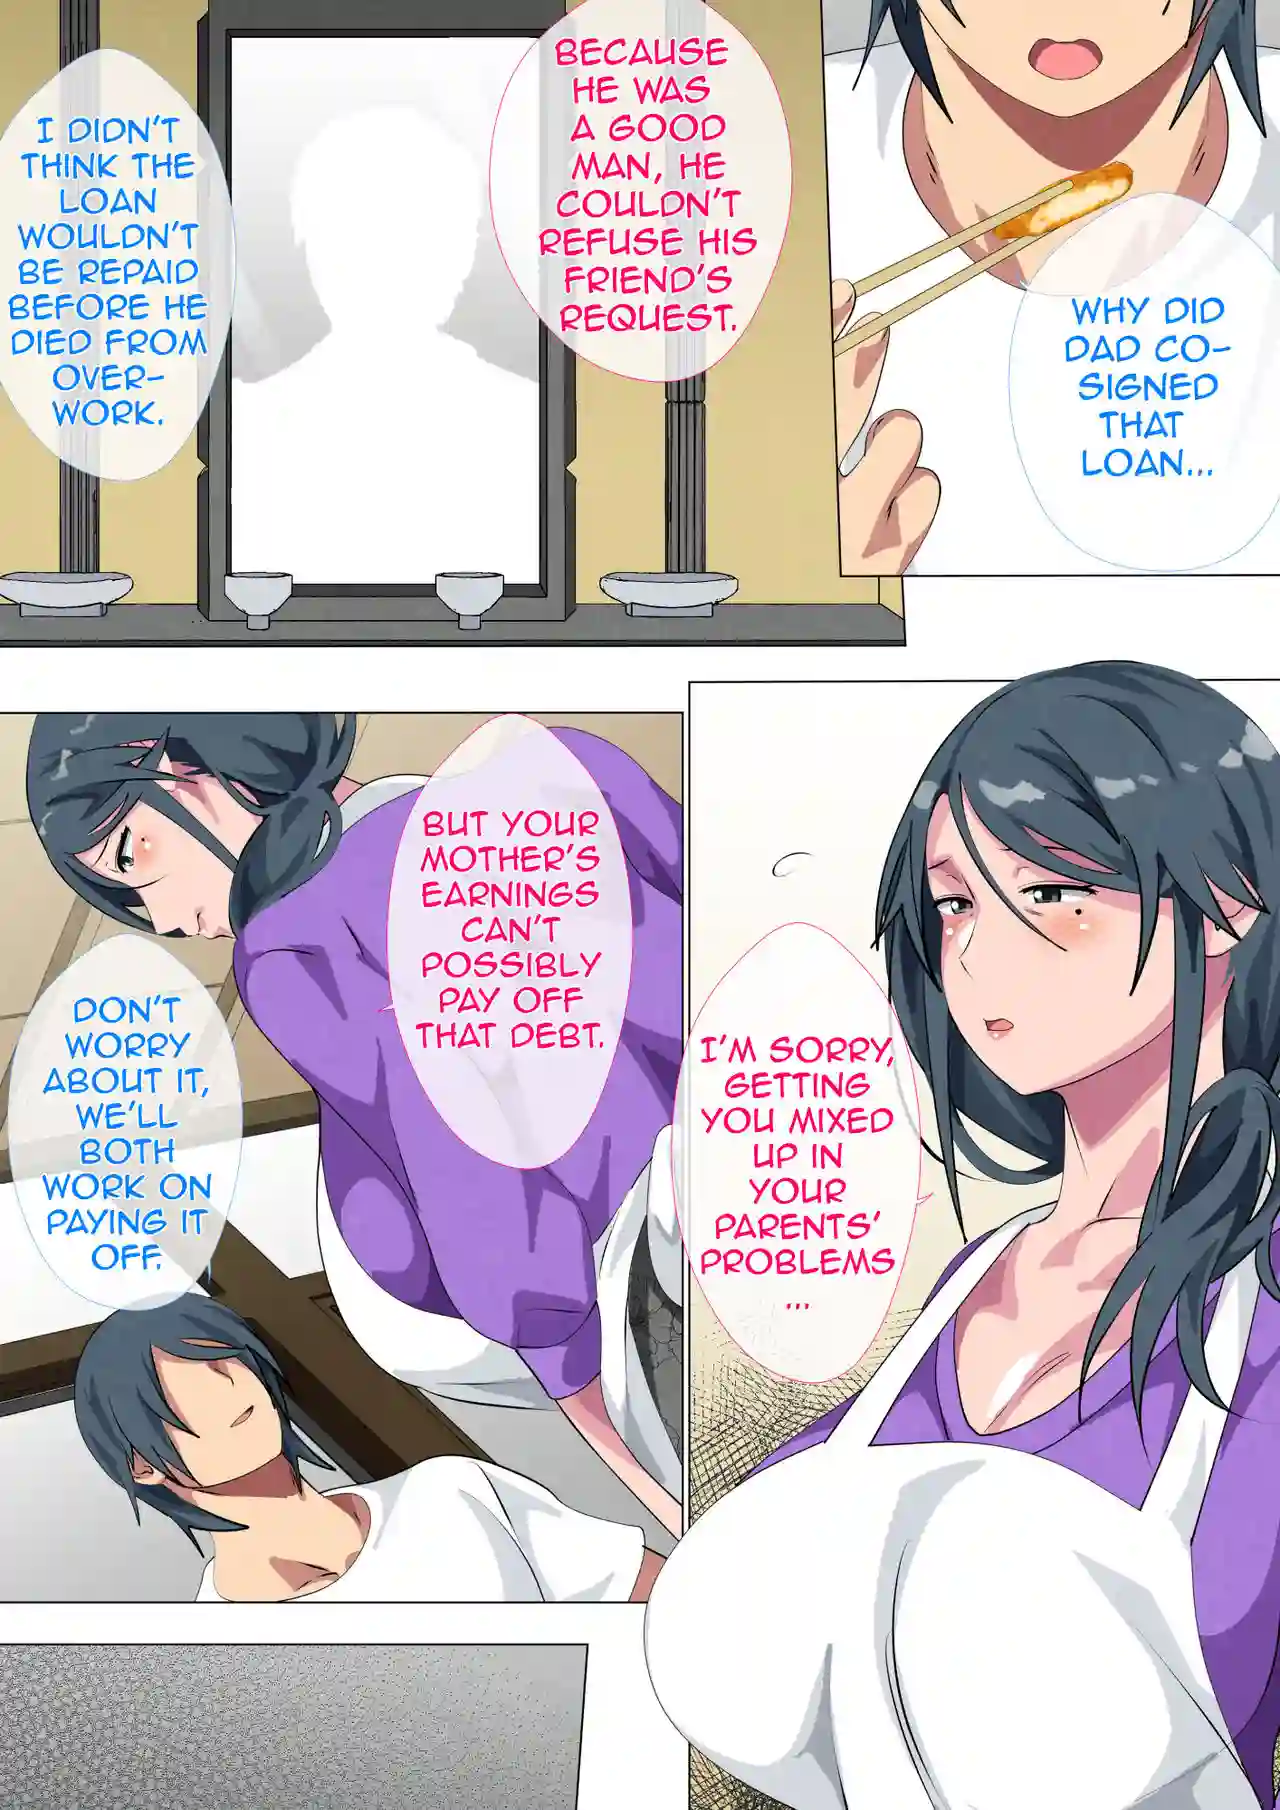 WHY DID
DAD CO-
SIGNED
THAT
LOAN...
BECAUSE
HE WAS
A GOOD
MAN, HE
COULDN'T
REFUSE HIS
FRIEND'S
REQUEST.
I DIDN'T
THINK THE
LOAN
WOULDN'T
BE REPAID
BEFORE HE
DIED FROM
OVER-
WORK.
I'M SORRY,
GETTING
YOU MIXED
UP IN
YOUR
PARENTS'
PROBLEMS
...
BUT YOUR
MOTHER'S
EARNINGS
CAN'T
POSSIBLY
PAY OFF
THAT DEBT.
DON'T
WORRY
ABOUT IT,
WE'LL
BOTH
WORK ON
PAYING IT
OFF.